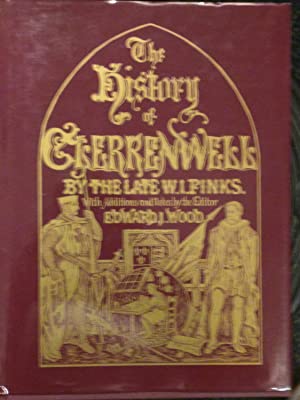 The
History
of
CLERKENWELL
BY THE LATE W.I.PINKS.
With Additions and Notes by the Editor
EDWARD J. WOOD.